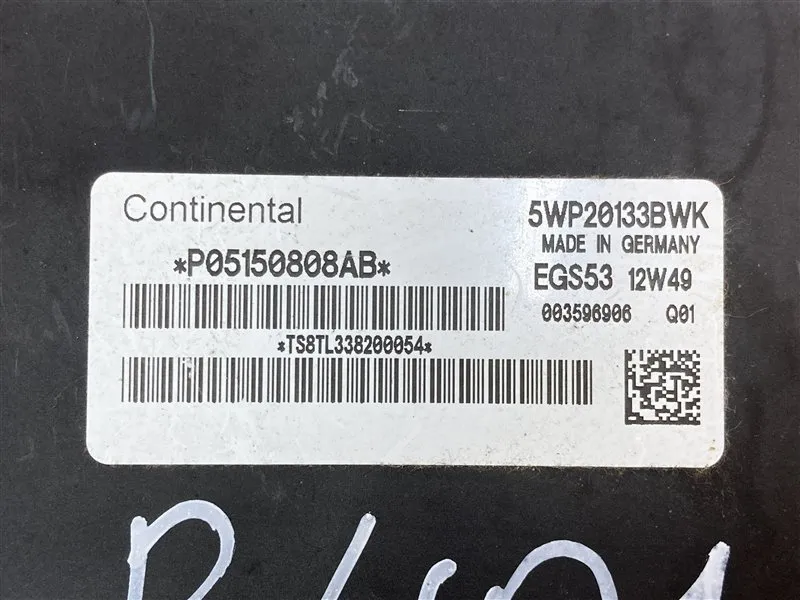 Continental
5WP20133BWK
MADE IN GERMANY
*P05150808AB*
EGS53 12W49
003596906 Q01
*TS8TL338200054*